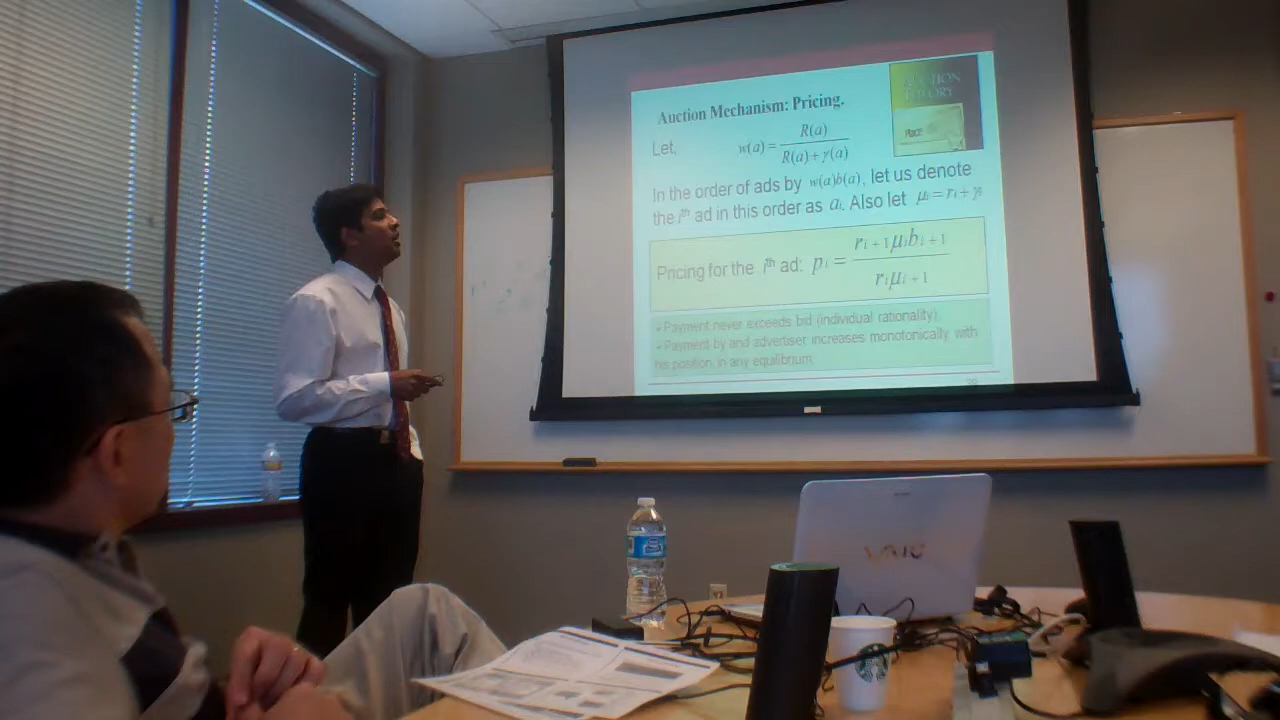 Auction Mechanism: Pricing.
AUCTION
THEORY
Place
Let, w(a) = R(a) / R(a) + γ(a)
In the order of ads by w(a)b(a), let us denote
the iᵗʰ ad in this order as aᵢ. Also let μᵢ = rᵢ + γᵢ
Pricing for the iᵗʰ ad: pᵢ = rᵢ₊₁μᵢbᵢ₊₁ / rᵢμᵢ₊₁
➢Payment never exceeds bid (individual rationality).
➢Payment by and advertiser increases monotonically with
his position in any equilibrium.
VAIO